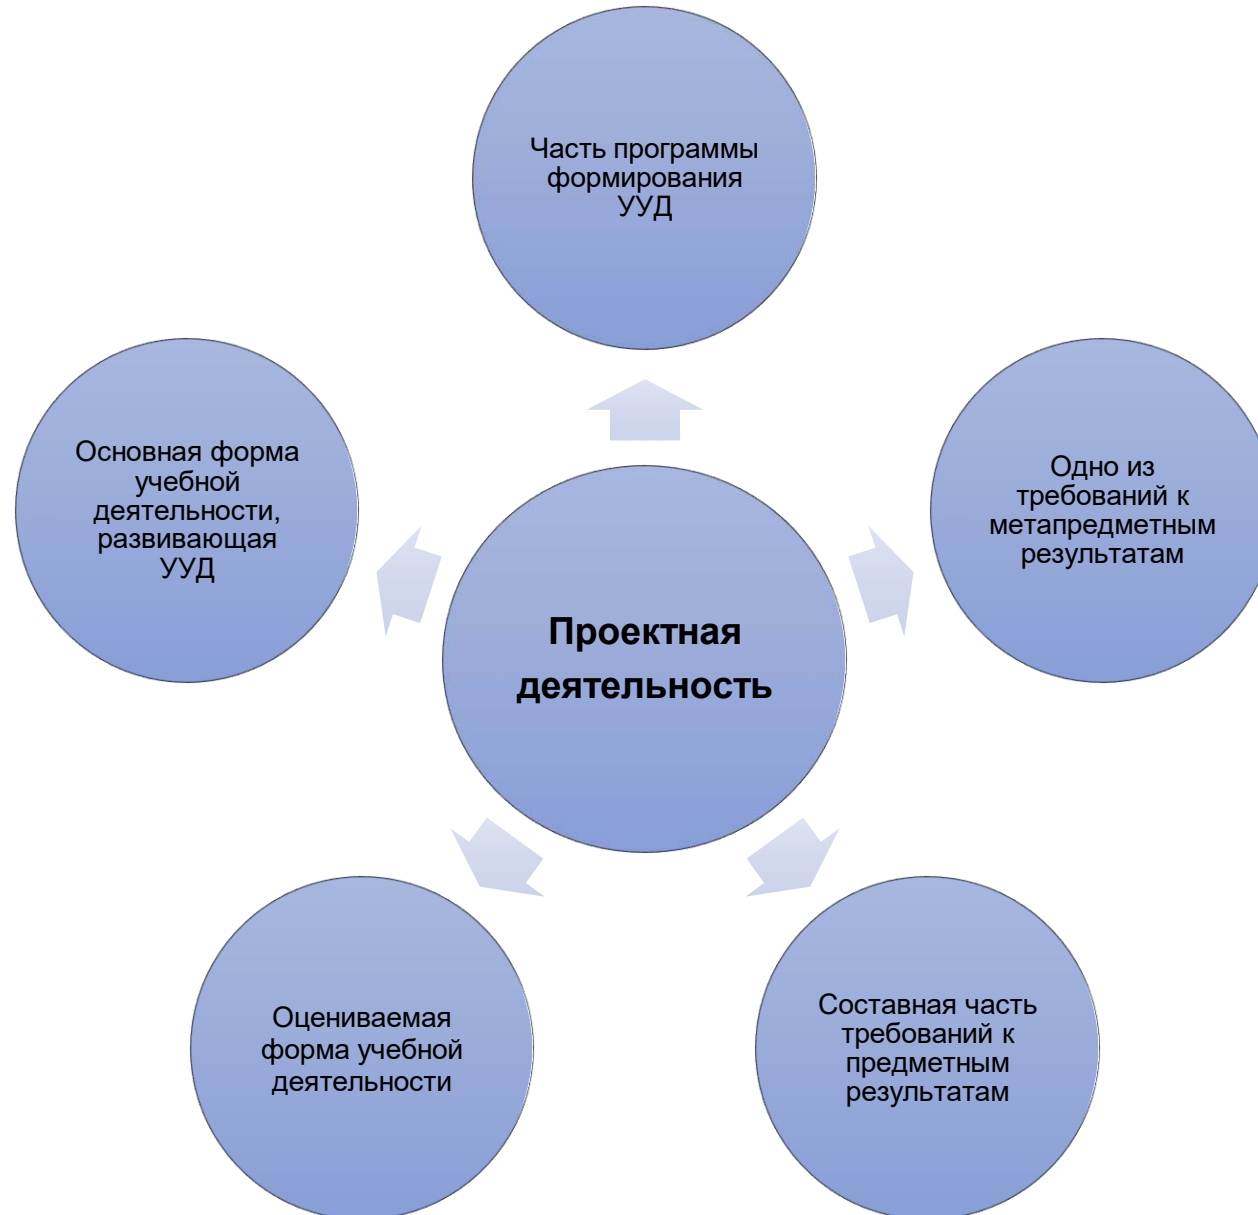 Часть программы
формирования
УУД
Основная форма
учебной
деятельности,
развивающая
УУД
Одно из
требований к
метапредметным
результатам
Проектная
деятельность
Оцениваемая
форма учебной
деятельности
Составная часть
требований к
предметным
результатам